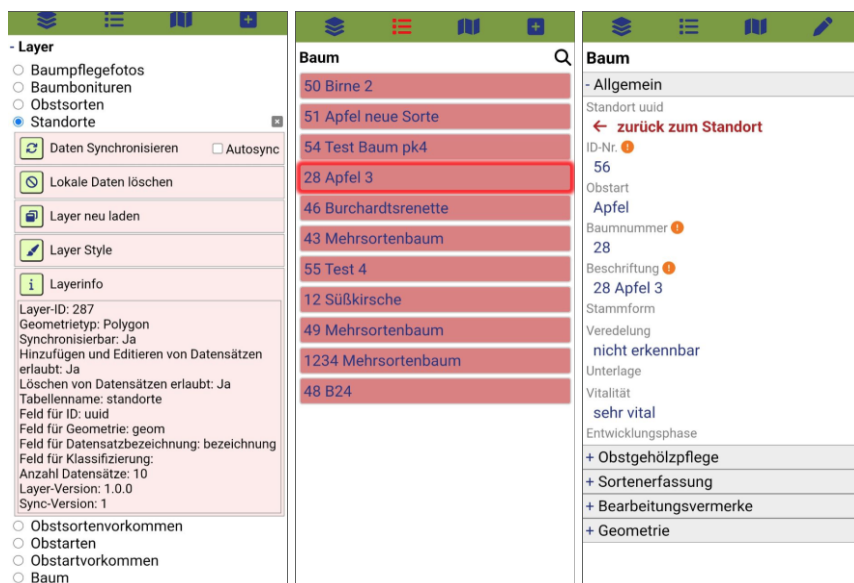 - Layer
Baumpflegefotos
Baumbonituren
Obstsorten
Standorte
Daten Synchronisieren
Autosync
Lokale Daten löschen
Layer neu laden
Layer Style
i Layerinfo
Layer-ID: 287
Geometrietyp: Polygon
Synchronisierbar: Ja
Hinzufügen und Editieren von Datensätzen
erlaubt: Ja
Löschen von Datensätzen erlaubt: Ja
Tabellenname: standorte
Feld für ID: uuid
Feld für Geometrie: geom
Feld für Datensatzbezeichnung: bezeichnung
Feld für Klassifizierung:
Anzahl Datensätze: 10
Layer-Version: 1.0.0
Sync-Version: 1
Obstsortenvorkommen
Obstarten
Obstartvorkommen
Baum
Baum
50 Birne 2
51 Apfel neue Sorte
54 Test Baum pk4
28 Apfel 3
46 Burchardtsrenette
43 Mehrsortenbaum
55 Test 4
12 Süßkirsche
49 Mehrsortenbaum
1234 Mehrsortenbaum
48 B24
Baum
- Allgemein
Standort uuid
← zurück zum Standort
ID-Nr. !
56
Obstart
Apfel
Baumnummer !
28
Beschriftung !
28 Apfel 3
Stammform
Veredelung
nicht erkennbar
Unterlage
Vitalität
sehr vital
Entwicklungsphase
+ Obstgehölzpflege
+ Sortenerfassung
+ Bearbeitungsvermerke
+ Geometrie